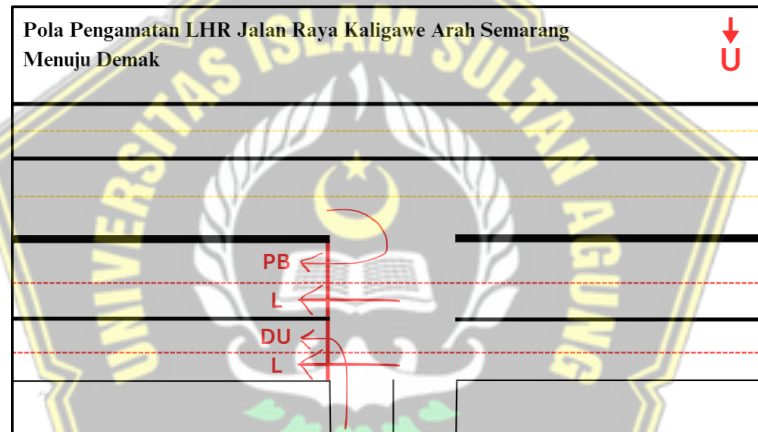 Pola Pengamatan LHR Jalan Raya Kaligawe Arah Semarang
Menuju Demak
U
UNIVERSITAS ISLAM SULTAN AGUNG
PB
L
DU
L